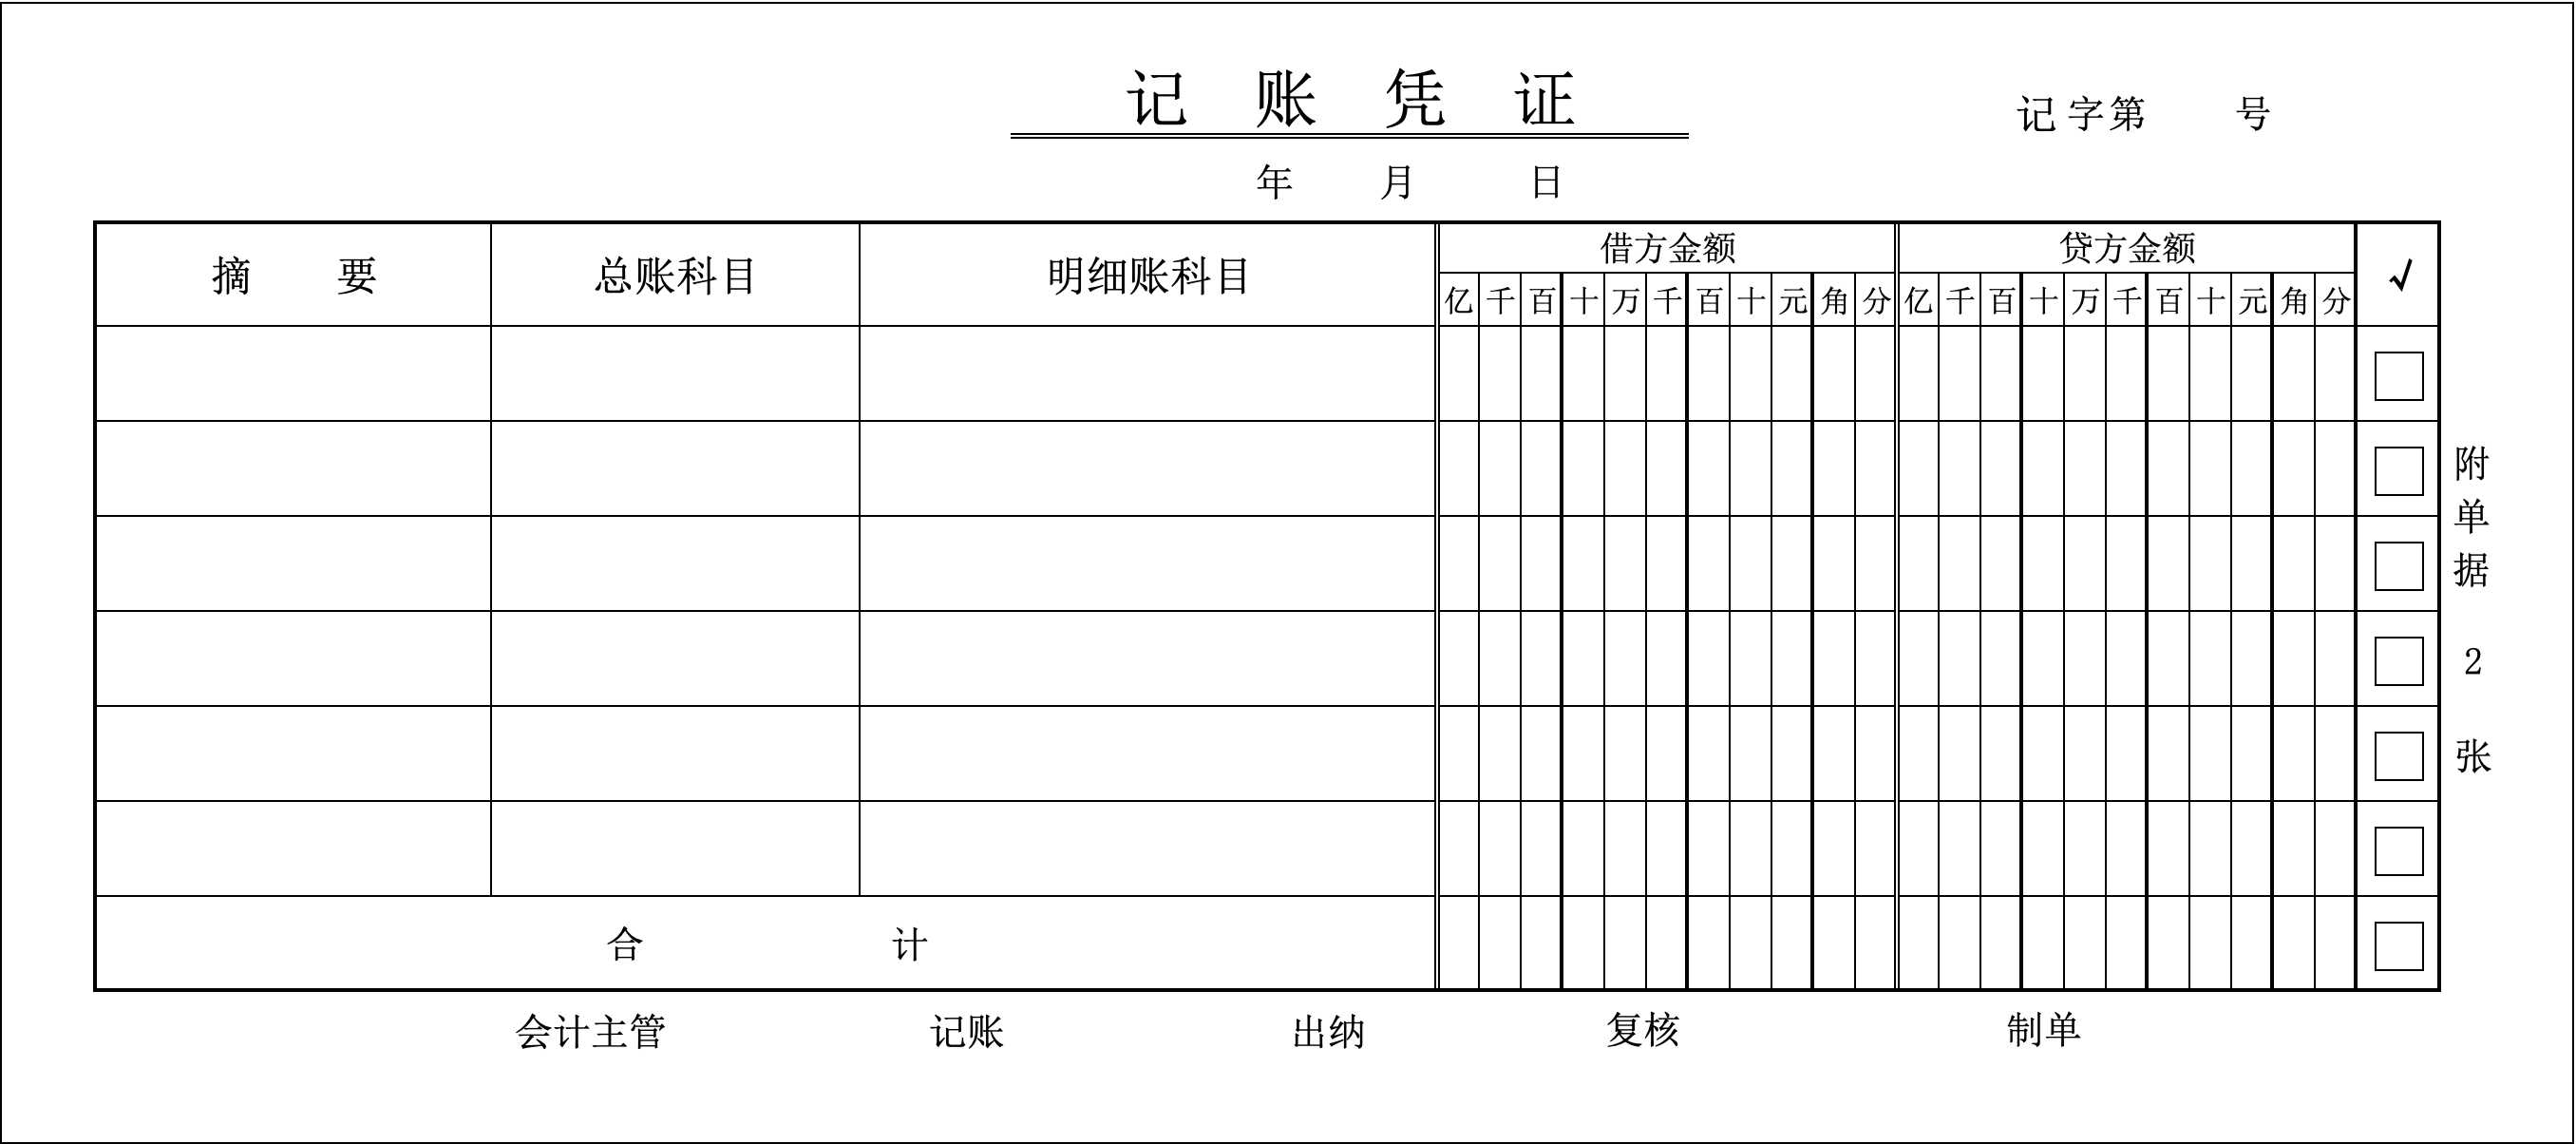 记 账 凭 证
记 字 第 号
年 月 日
摘 要 总账科目 明细账科目 借方金额 贷方金额 √
亿 千 百 十 万 千 百 十 元 角 分 亿 千 百 十 万 千 百 十 元 角 分
附
单
据
2
张
合 计
会计主管 记账 出纳 复核 制单